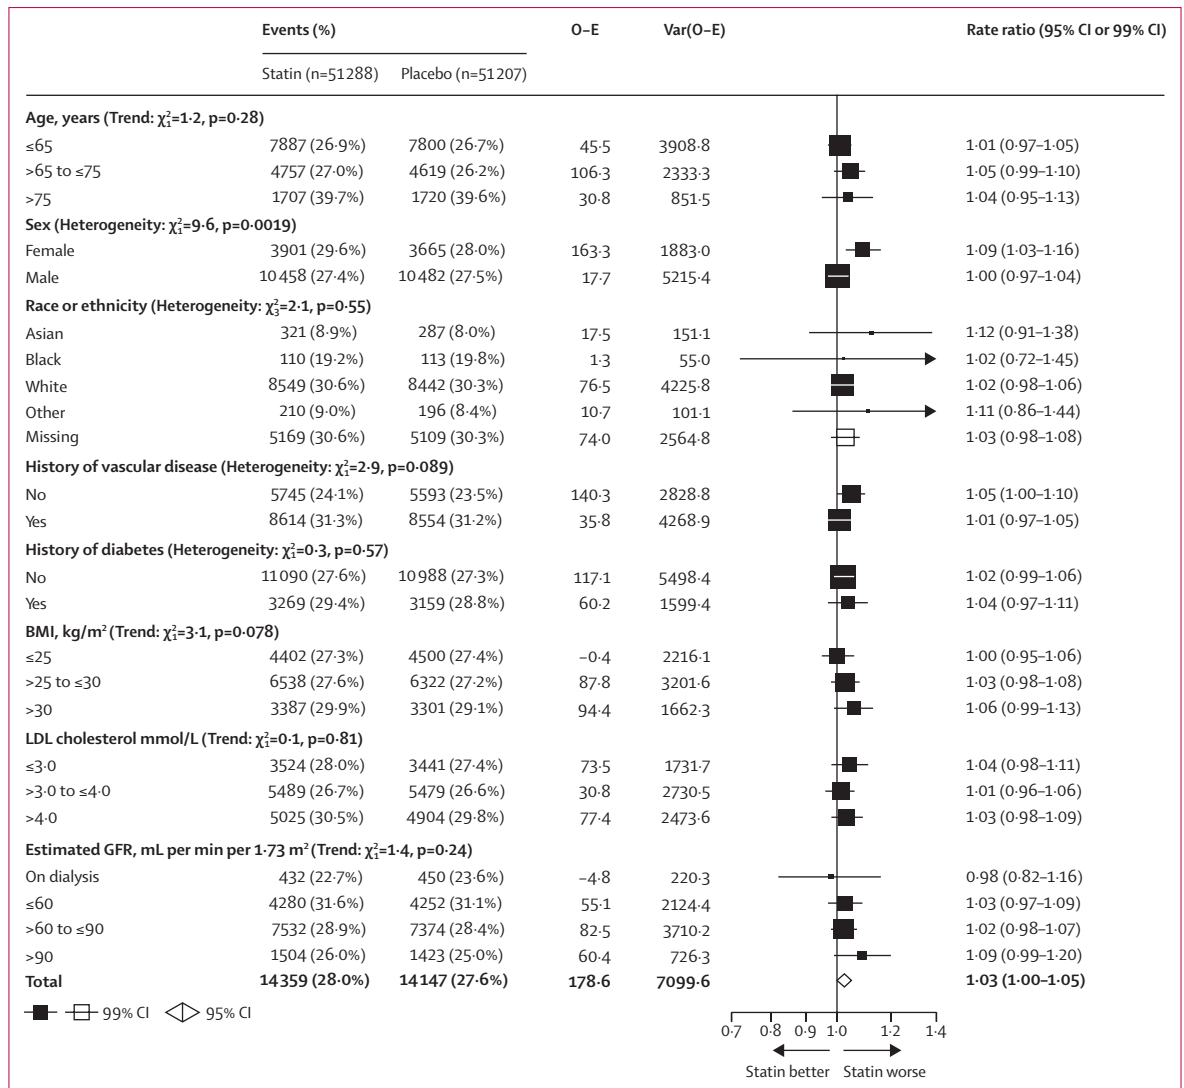 Events (%) O–E Var(O–E) Rate ratio (95% CI or 99% CI)
Statin (n=51288) Placebo (n=51207)
Age, years (Trend: χ²₁=1·2, p=0·28)
≤65 7887 (26·9%) 7800 (26·7%) 45·5 3908·8 1·01 (0·97–1·05)
>65 to ≤75 4757 (27·0%) 4619 (26·2%) 106·3 2333·3 1·05 (0·99–1·10)
>75 1707 (39·7%) 1720 (39·6%) 30·8 851·5 1·04 (0·95–1·13)
Sex (Heterogeneity: χ²₁=9·6, p=0·0019)
Female 3901 (29·6%) 3665 (28·0%) 163·3 1883·0 1·09 (1·03–1·16)
Male 10 458 (27·4%) 10 482 (27·5%) 17·7 5215·4 1·00 (0·97–1·04)
Race or ethnicity (Heterogeneity: χ²₃=2·1, p=0·55)
Asian 321 (8·9%) 287 (8·0%) 17·5 151·1 1·12 (0·91–1·38)
Black 110 (19·2%) 113 (19·8%) 1·3 55·0 1·02 (0·72–1·45)
White 8549 (30·6%) 8442 (30·3%) 76·5 4225·8 1·02 (0·98–1·06)
Other 210 (9·0%) 196 (8·4%) 10·7 101·1 1·11 (0·86–1·44)
Missing 5169 (30·6%) 5109 (30·3%) 74·0 2564·8 1·03 (0·98–1·08)
History of vascular disease (Heterogeneity: χ²₁=2·9, p=0·089)
No 5745 (24·1%) 5593 (23·5%) 140·3 2828·8 1·05 (1·00–1·10)
Yes 8614 (31·3%) 8554 (31·2%) 35·8 4268·9 1·01 (0·97–1·05)
History of diabetes (Heterogeneity: χ²₁=0·3, p=0·57)
No 11 090 (27·6%) 10 988 (27·3%) 117·1 5498·4 1·02 (0·99–1·06)
Yes 3269 (29·4%) 3159 (28·8%) 60·2 1599·4 1·04 (0·97–1·11)
BMI, kg/m² (Trend: χ²₁=3·1, p=0·078)
≤25 4402 (27·3%) 4500 (27·4%) –0·4 2216·1 1·00 (0·95–1·06)
>25 to ≤30 6538 (27·6%) 6322 (27·2%) 87·8 3201·6 1·03 (0·98–1·08)
>30 3387 (29·9%) 3301 (29·1%) 94·4 1662·3 1·06 (0·99–1·13)
LDL cholesterol mmol/L (Trend: χ²₁=0·1, p=0·81)
≤3·0 3524 (28·0%) 3441 (27·4%) 73·5 1731·7 1·04 (0·98–1·11)
>3·0 to ≤4·0 5489 (26·7%) 5479 (26·6%) 30·8 2730·5 1·01 (0·96–1·06)
>4·0 5025 (30·5%) 4904 (29·8%) 77·4 2473·6 1·03 (0·98–1·09)
Estimated GFR, mL per min per 1·73 m² (Trend: χ²₁=1·4, p=0·24)
On dialysis 432 (22·7%) 450 (23·6%) –4·8 220·3 0·98 (0·82–1·16)
≤60 4280 (31·6%) 4252 (31·1%) 55·1 2124·4 1·03 (0·97–1·09)
>60 to ≤90 7532 (28·9%) 7374 (28·4%) 82·5 3710·2 1·02 (0·98–1·07)
>90 1504 (26·0%) 1423 (25·0%) 60·4 726·3 1·09 (0·99–1·20)
Total 14 359 (28·0%) 14 147 (27·6%) 178·6 7099·6 1·03 (1·00–1·05)
99% CI 95% CI
0·7 0·8 0·9 1·0 1·2 1·4
Statin better Statin worse